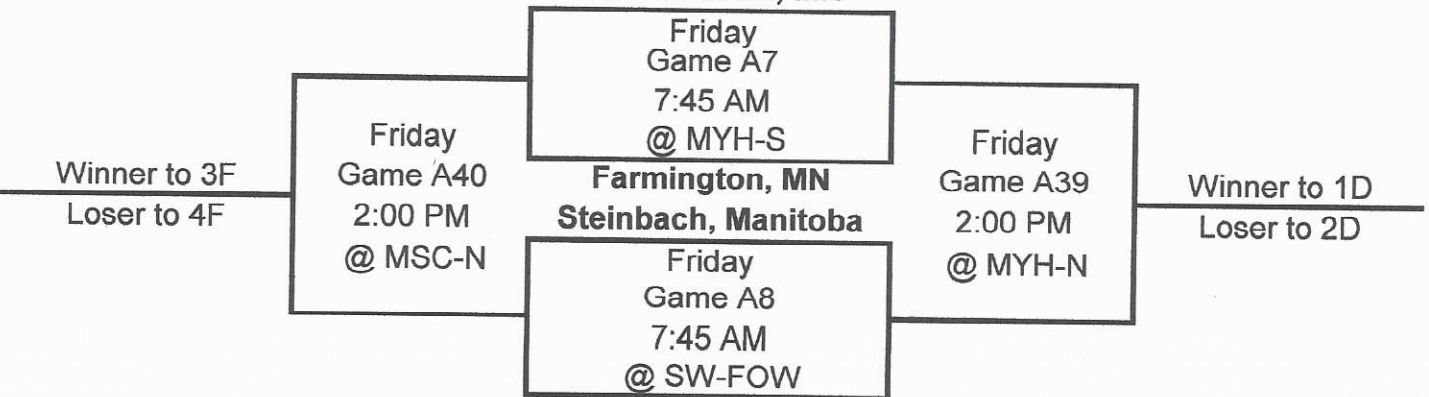 Friday
Game A7
7:45 AM
@ MYH-S
Farmington, MN
Steinbach, Manitoba
Friday
Game A8
7:45 AM
@ SW-FOW
Winner to 3F
Loser to 4F
Friday
Game A40
2:00 PM
@ MSC-N
Friday
Game A39
2:00 PM
@ MYH-N
Winner to 1D
Loser to 2D